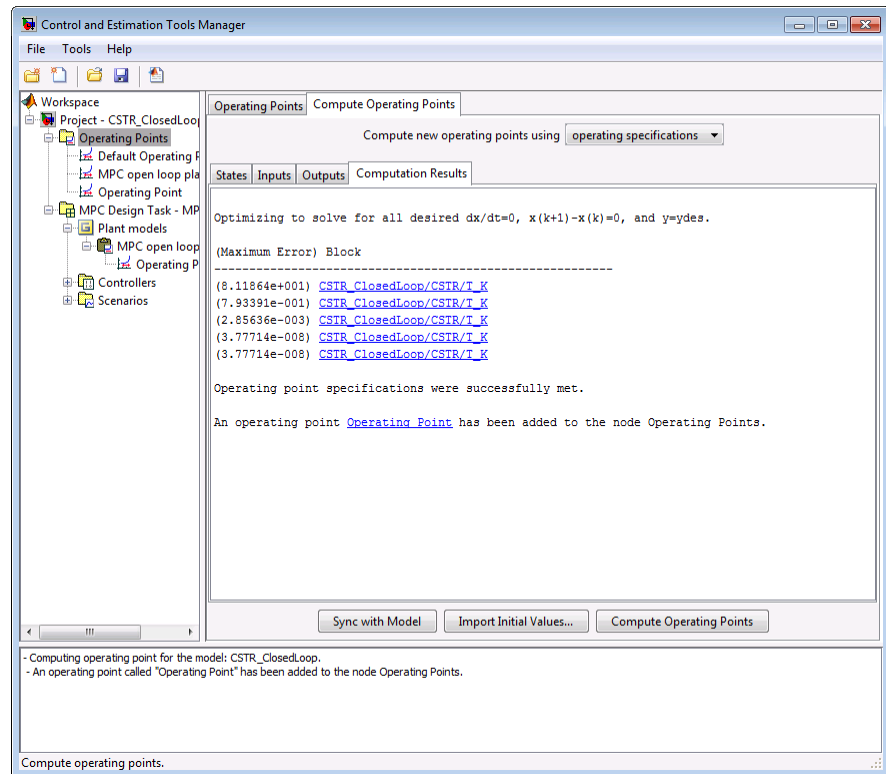 Control and Estimation Tools Manager
File Tools Help
Workspace
Project - CSTR_ClosedLoop
Operating Points
Default Operating P
MPC open loop pla
Operating Point
MPC Design Task - MP
Plant models
MPC open loop
Operating P
Controllers
Scenarios
Operating Points Compute Operating Points
Compute new operating points using operating specifications
States Inputs Outputs Computation Results
Optimizing to solve for all desired dx/dt=0, x(k+1)-x(k)=0, and y=ydes.
(Maximum Error) Block
---------------------------------------------------------
(8.11864e+001) CSTR_ClosedLoop/CSTR/T_K
(7.93391e-001) CSTR_ClosedLoop/CSTR/T_K
(2.85636e-003) CSTR_ClosedLoop/CSTR/T_K
(3.77714e-008) CSTR_ClosedLoop/CSTR/T_K
(3.77714e-008) CSTR_ClosedLoop/CSTR/T_K
Operating point specifications were successfully met.
An operating point Operating Point has been added to the node Operating Points.
Sync with Model Import Initial Values... Compute Operating Points
- Computing operating point for the model: CSTR_ClosedLoop.
- An operating point called "Operating Point" has been added to the node Operating Points.
Compute operating points.